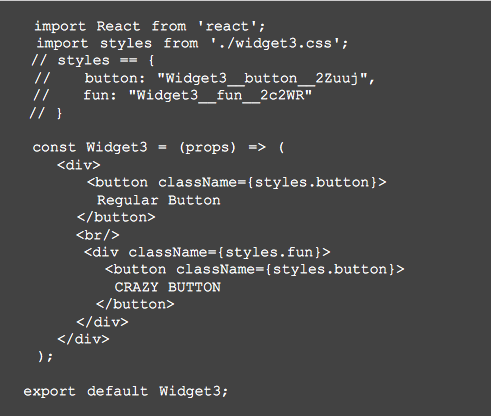 import React from 'react';
import styles from './widget3.css';
// styles == {
//    button: "Widget3__button__2Zuuj",
//    fun: "Widget3__fun__2c2WR"
// }
const Widget3 = (props) => (
<div>
<button className={styles.button}>
Regular Button
</button>
<br/>
<div className={styles.fun}>
<button className={styles.button}>
CRAZY BUTTON
</button>
</div>
</div>
);
export default Widget3;